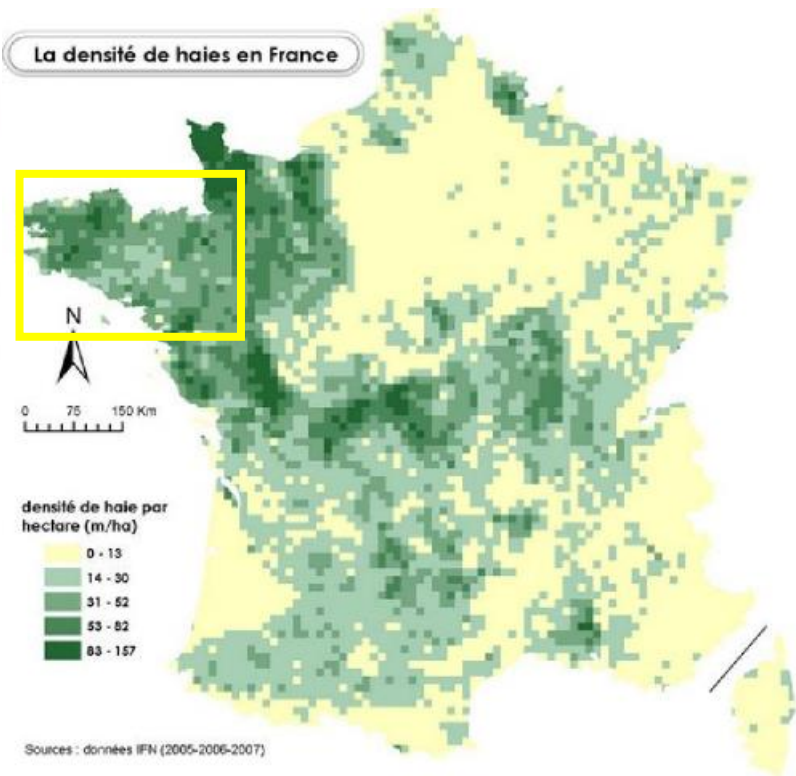 La densité de haies en France
N
0 75 150 Km
densité de haie par
hectare (m/ha)
0 - 13
14 - 30
31 - 52
53 - 82
83 - 157
Sources : données IFN (2005-2006-2007)